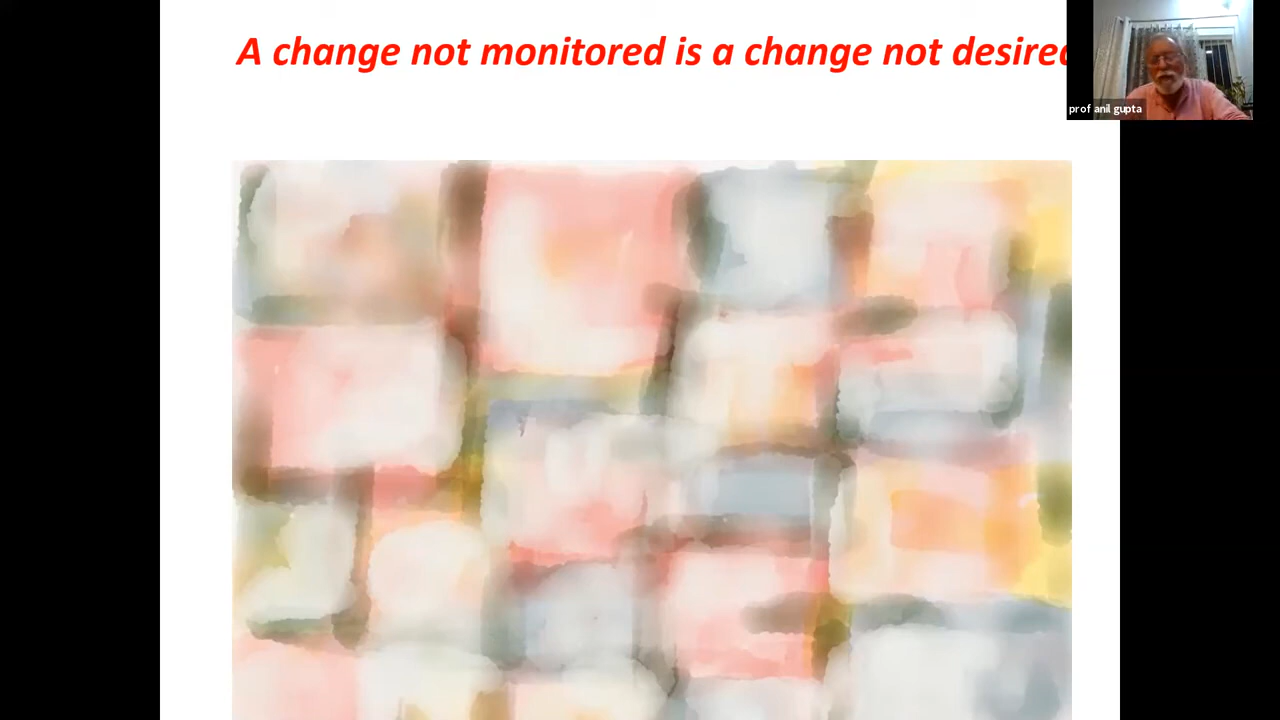 A change not monitored is a change not desired
prof anil gupta